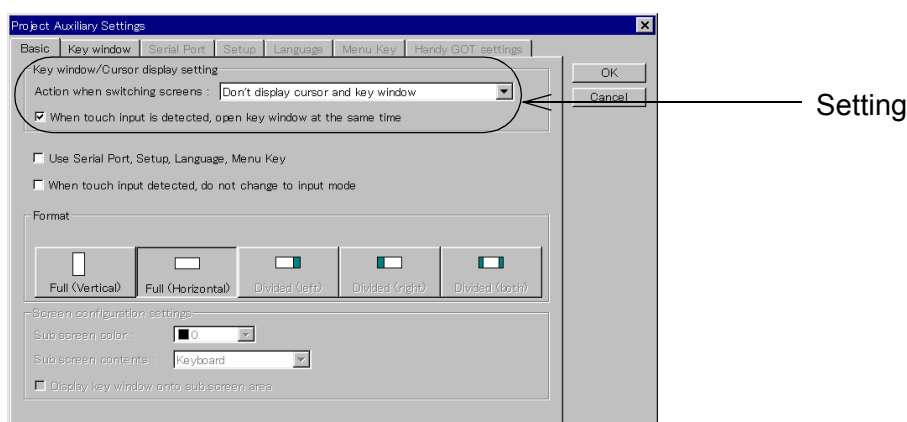 Project Auxiliary Settings
Basic Key window Serial Port Setup Language Menu Key Handy GOT settings
Key window/Cursor display setting
OK
Action when switching screens : Don't display cursor and key window
Cancel
Setting
When touch input is detected, open key window at the same time
Use Serial Port, Setup, Language, Menu Key
When touch input detected, do not change to input mode
Format
Full (Vertical) Full (Horizontal) Divided (left) Divided (right) Divided (both)
Screen configuration settings
Sub screen color : 0
Sub screen contents : Keyboard
Display key window onto sub screen area